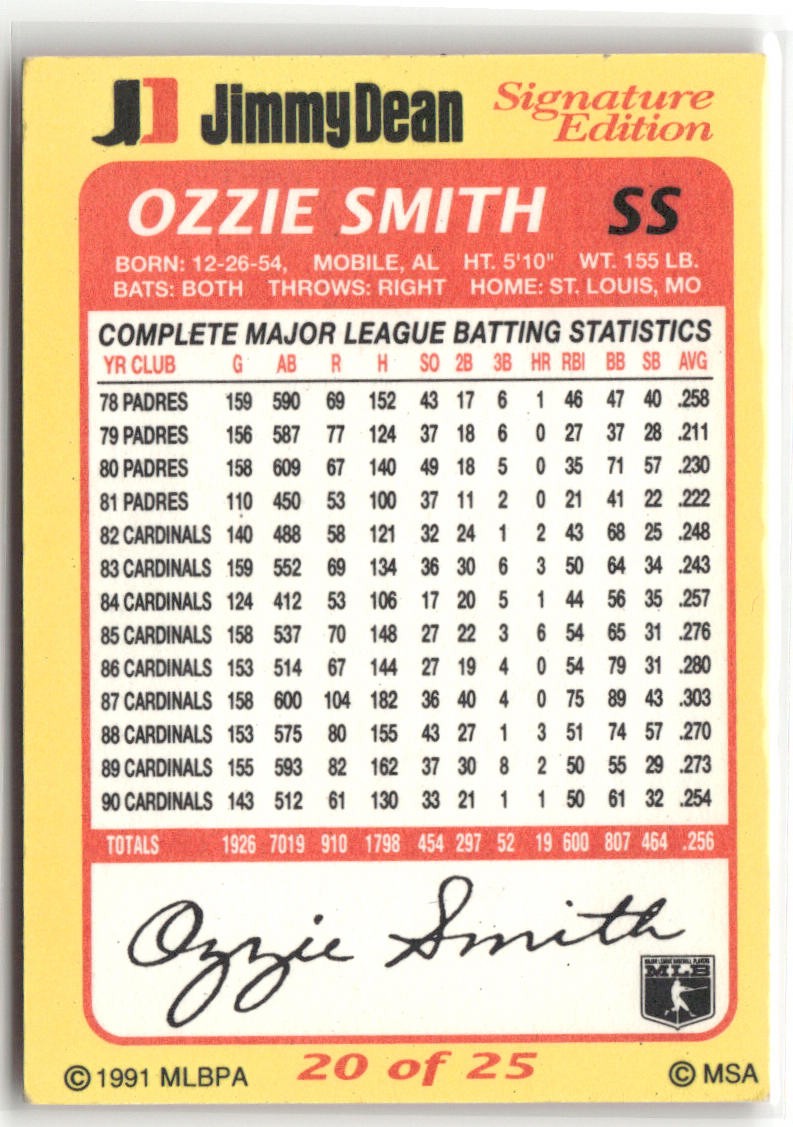 JimmyDean Signature Edition
OZZIE SMITH SS
BORN: 12-26-54, MOBILE, AL HT. 5'10" WT. 155 LB.
BATS: BOTH THROWS: RIGHT HOME: ST. LOUIS, MO
COMPLETE MAJOR LEAGUE BATTING STATISTICS
YR CLUB G AB R H SO 2B 3B HR RBI BB SB AVG
78 PADRES 159 590 69 152 43 17 6 1 46 47 40 .258
79 PADRES 156 587 77 124 37 18 6 0 27 37 28 .211
80 PADRES 158 609 67 140 49 18 5 0 35 71 57 .230
81 PADRES 110 450 53 100 37 11 2 0 21 41 22 .222
82 CARDINALS 140 488 58 121 32 24 1 2 43 68 25 .248
83 CARDINALS 159 552 69 134 36 30 6 3 50 64 34 .243
84 CARDINALS 124 412 53 106 17 20 5 1 44 56 35 .257
85 CARDINALS 158 537 70 148 27 22 3 6 54 65 31 .276
86 CARDINALS 153 514 67 144 27 19 4 0 54 79 31 .280
87 CARDINALS 158 600 104 182 36 40 4 0 75 89 43 .303
88 CARDINALS 153 575 80 155 43 27 1 3 51 74 57 .270
89 CARDINALS 155 593 82 162 37 30 8 2 50 55 29 .273
90 CARDINALS 143 512 61 130 33 21 1 1 50 61 32 .254
TOTALS 1926 7019 910 1798 454 297 52 19 600 807 464 .256
Ozzie Smith
MAJOR LEAGUE BASEBALL PLAYERS
MLB
© 1991 MLBPA 20 of 25 © MSA